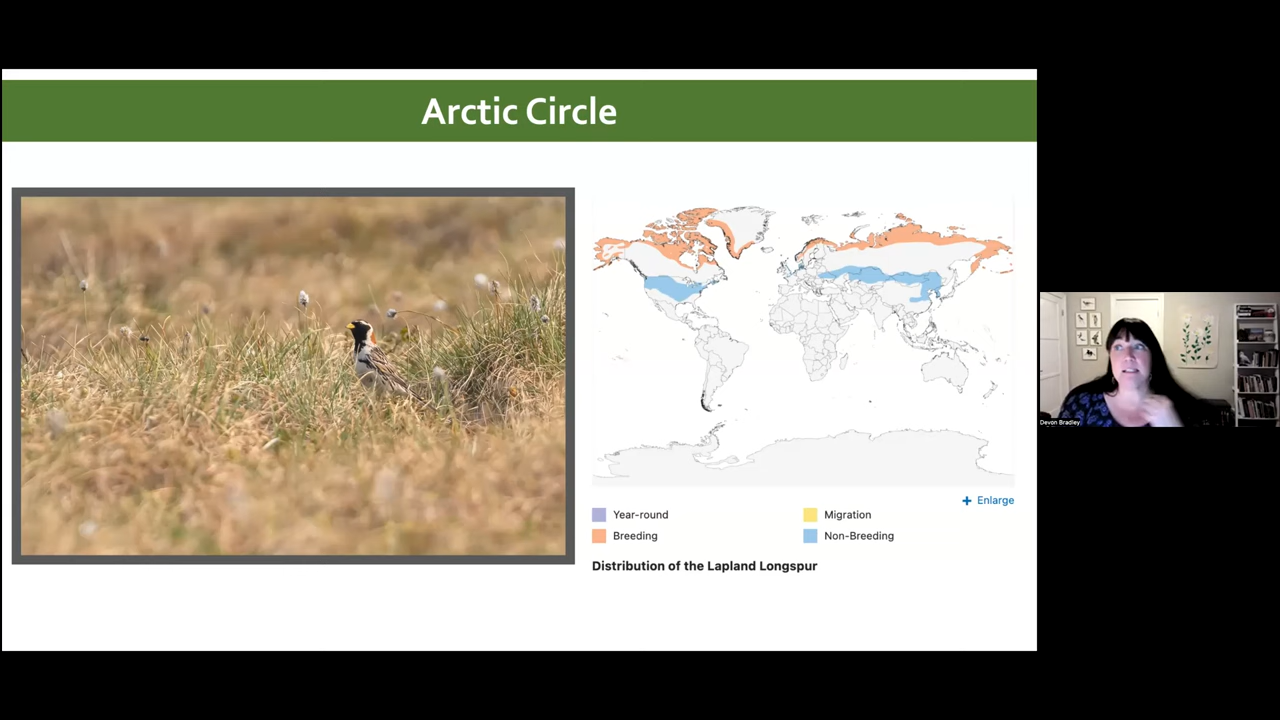 Arctic Circle
+ Enlarge
Year-round
Migration
Breeding
Non-Breeding
Distribution of the Lapland Longspur
Devon Bradley